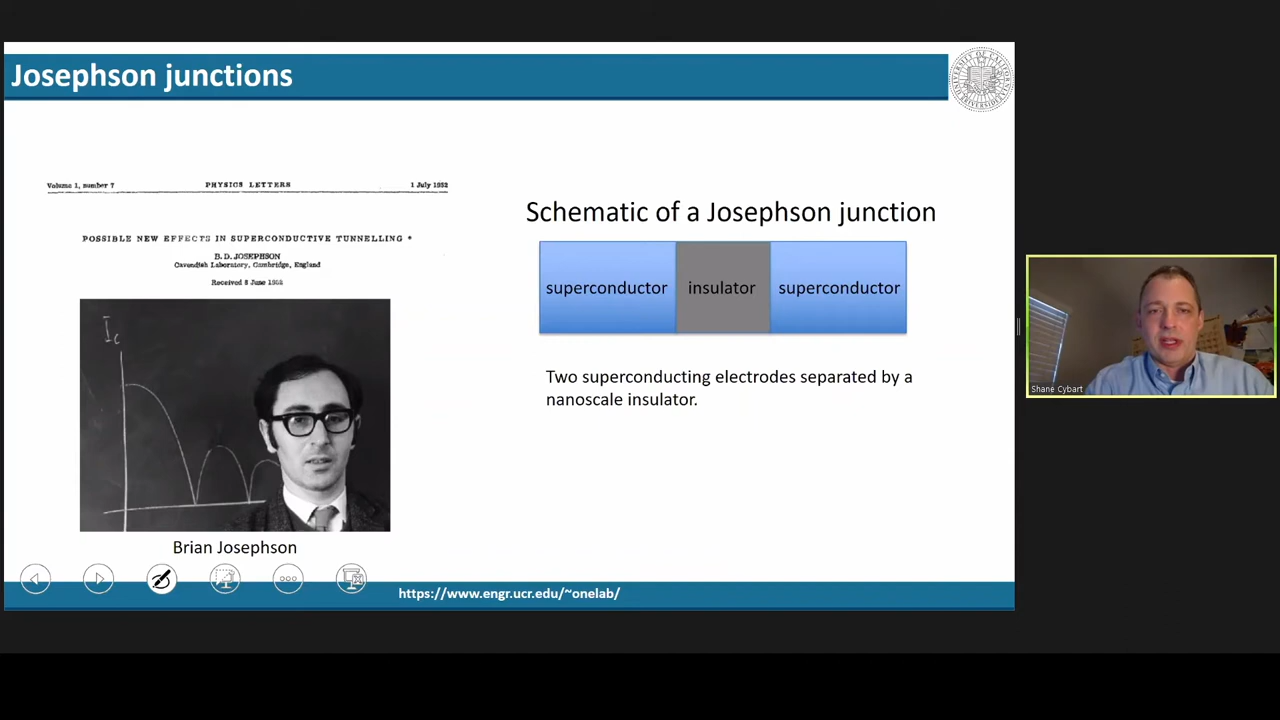 Josephson junctions
Volume 1, number 7 PHYSICS LETTERS 1 July 1962
POSSIBLE NEW EFFECTS IN SUPERCONDUCTIVE TUNNELLING *
B. D. JOSEPHSON
Cavendish Laboratory, Cambridge, England
Received 8 June 1962
Ic
Brian Josephson
Schematic of a Josephson junction
superconductor insulator superconductor
Two superconducting electrodes separated by a
nanoscale insulator.
https://www.engr.ucr.edu/~onelab/
Shane Cybart